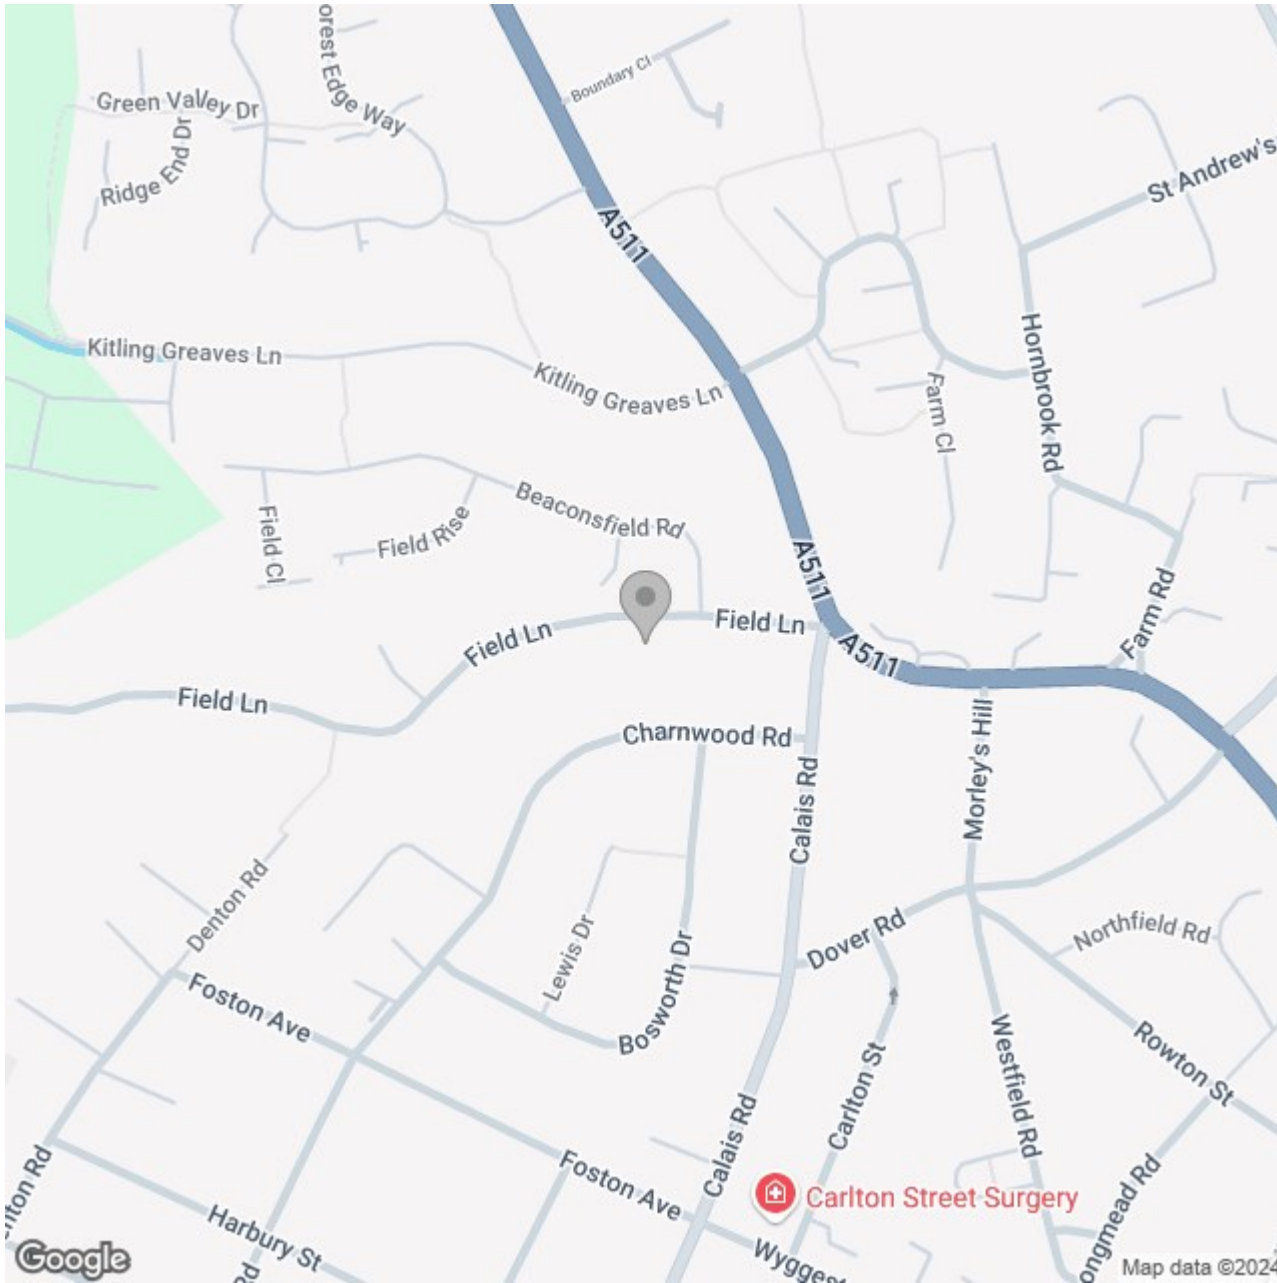 orest Edge Way
Boundary Cl
Green Valley Dr
Ridge End Dr
St Andrew's
A511
Kitling Greaves Ln
Kitling Greaves Ln
Hornbrook Rd
Farm Cl
Beaconsfield Rd
Field Cl
Field Rise
A511
Field Ln
Field Ln
Field Ln
A511
Farm Rd
Charnwood Rd
Morley's Hill
Calais Rd
Denton Rd
Lewis Dr
Bosworth Dr
Dover Rd
Northfield Rd
Foston Ave
Rowton St
Westfield Rd
Carlton St
Calais Rd
Foston Ave
nton Rd
Harbury St
Carlton Street Surgery
ongmead Rd
Wyggest
Rd
Google
Map data ©2024